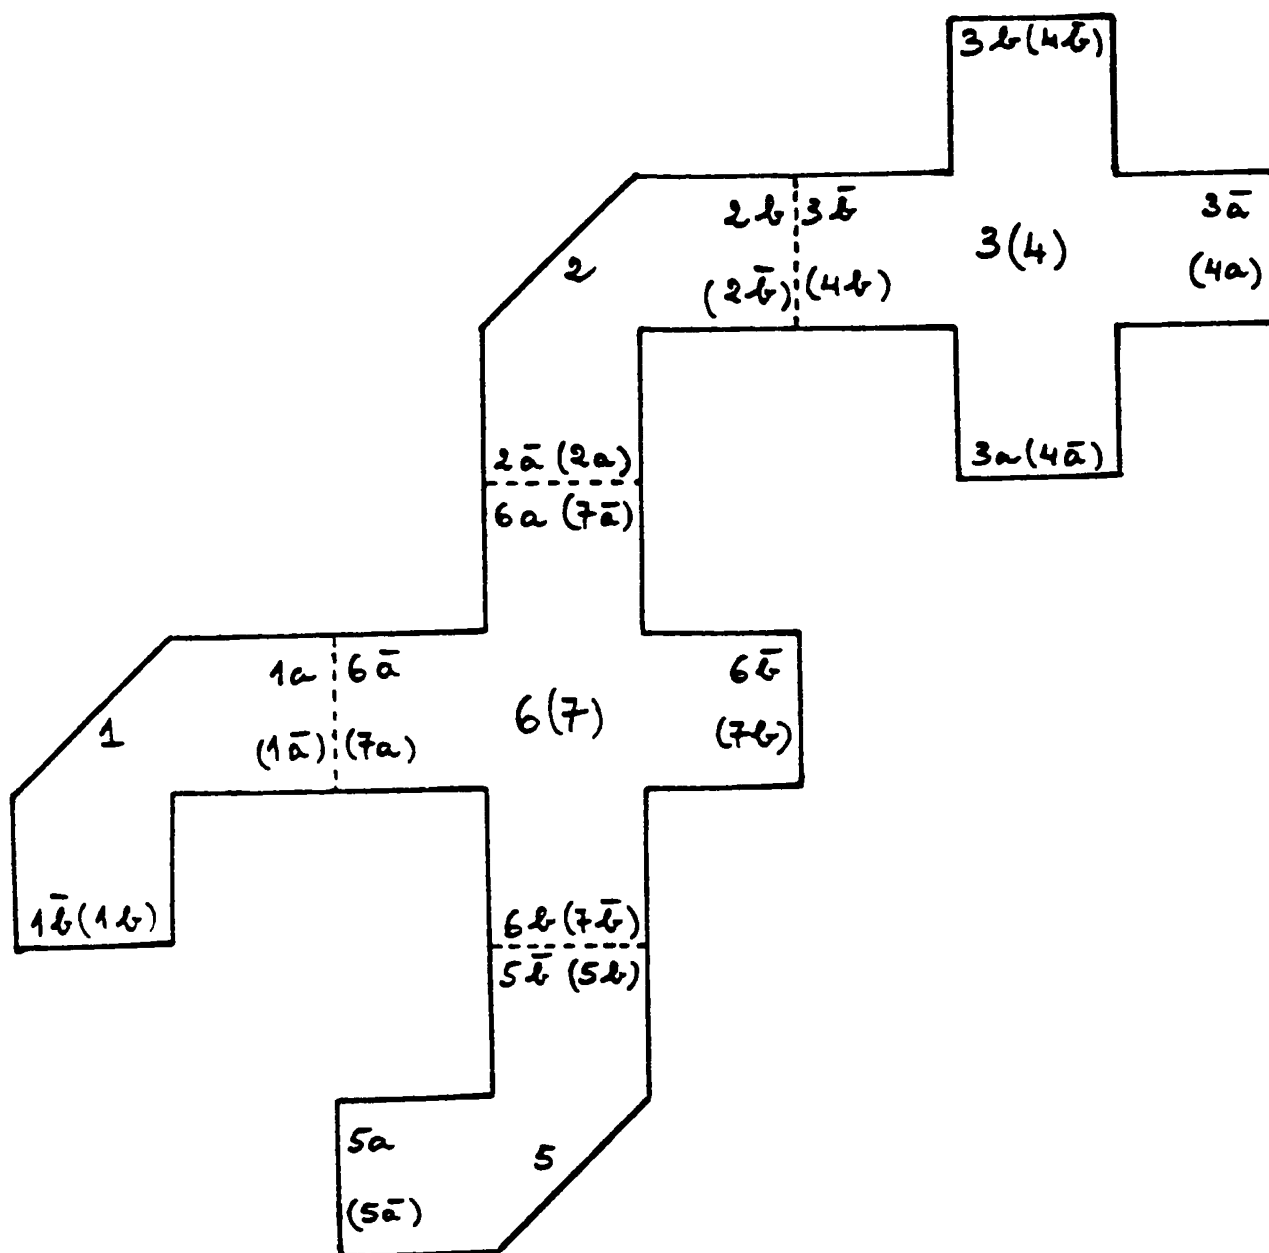 3b(4b̄)
2b 3b̄
3ā
3(4)
(2b̄) (4b)
(4a)
2
2ā (2a)
3a(4ā)
6a (7ā)
1a 6ā
6b̄
6(7)
1
(1ā) (7a)
(7b)
1b̄(1b)
6b(7b̄)
5b̄ (5b)
5a
5
(5ā)